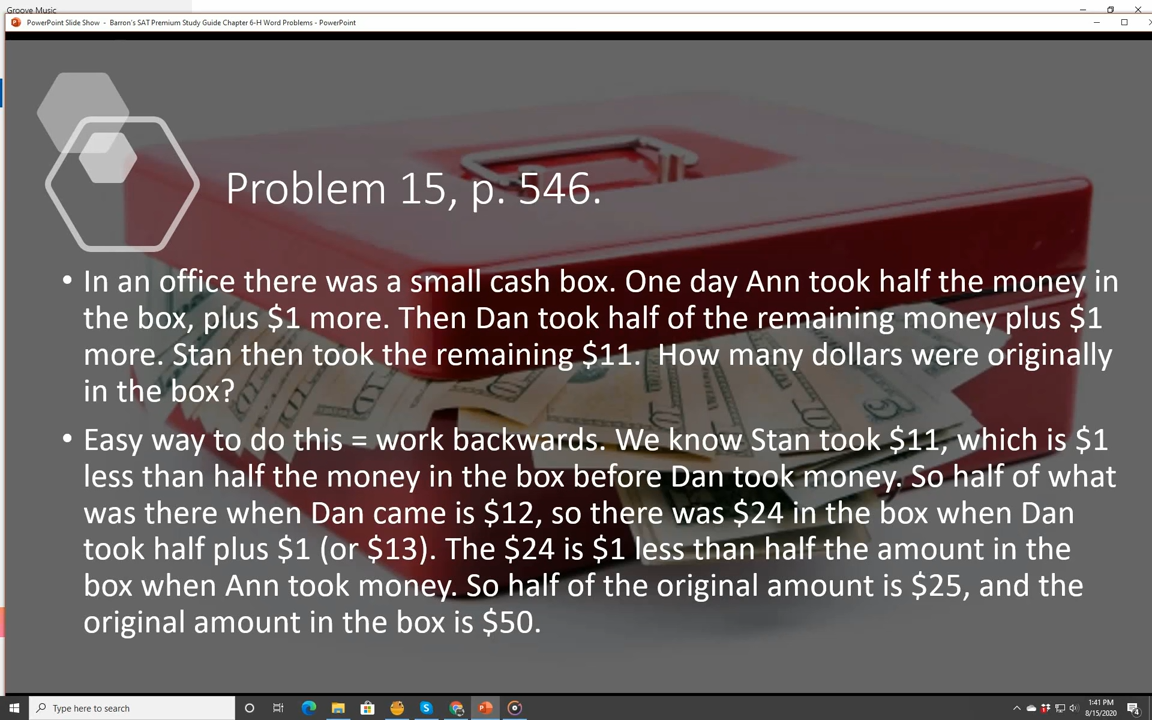 Groove Music
PowerPoint Slide Show - Barron's SAT Premium Study Guide Chapter 6-H Word Problems - PowerPoint
Problem 15, p. 546.
• In an office there was a small cash box. One day Ann took half the money in
the box, plus $1 more. Then Dan took half of the remaining money plus $1
more. Stan then took the remaining $11. How many dollars were originally
in the box?
• Easy way to do this = work backwards. We know Stan took $11, which is $1
less than half the money in the box before Dan took money. So half of what
was there when Dan came is $12, so there was $24 in the box when Dan
took half plus $1 (or $13). The $24 is $1 less than half the amount in the
box when Ann took money. So half of the original amount is $25, and the
original amount in the box is $50.
Type here to search
1:41 PM
8/15/2020